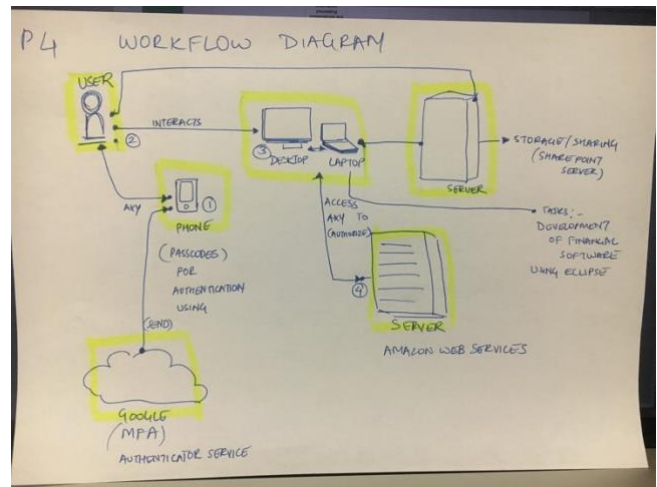 P4 WORKFLOW DIAGRAM
USER
INTERACTS
②
③ DESKTOP
LAPTOP
SERVER
STORAGE/SHARING
(SHAREPOINT
SERVER)
AKY
①
PHONE
(PASSCODES)
FOR
AUTHENTICATION
USING
(SEND)
ACCESS
AKY TO
(AUTHORIZE)
④
TASKS:-
DEVELOPMENT
OF FINANCIAL
SOFTWARE
USING ECLIPSE
SERVER
AMAZON WEB SERVICES
GOOGLE
(MFA)
AUTHENTICATOR SERVICE